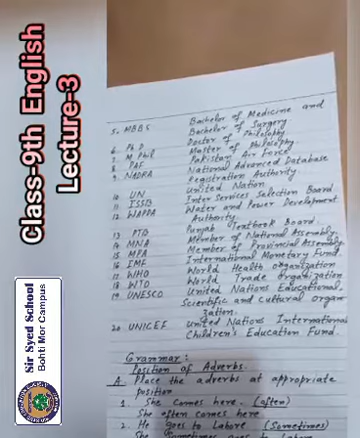 Class-9th English
Lecture-3
Sir Syed School
Bohti Mor Campus
5. MBBS Bachelor of Medicine and
Bachelor of Surgery
6 Ph.D Doctor of Philosophy
7. M.Phil Master of Philosophy.
8 PAF Pakistan Air Force
9 NADRA National Advanced Database
Registration Authority
10 UN United Nation
11 ISSB Inter Services Selection Board
12 WAPPA Water and Power Development
Authority.
13 PTB Punjab Textbook Board.
14 MNA Member of National Assembly.
15 MPA Member of Provincial Assembly
16 IMF International Monetary Fund.
17 WHO World Health Organization
18 WTO World Trade Organization
19 UNESCO United Nations Educational,
Scientific and Cultural organ-
zation.
20 UNICEF United Nations International
Children's Education Fund.
Grammar:
Position of Adverbs.
A. Place the adverbs at appropriate
position
1. She comes here. (often)
She often comes here
2. He goes to Lahore (Sometimes)
She Sometimes goes